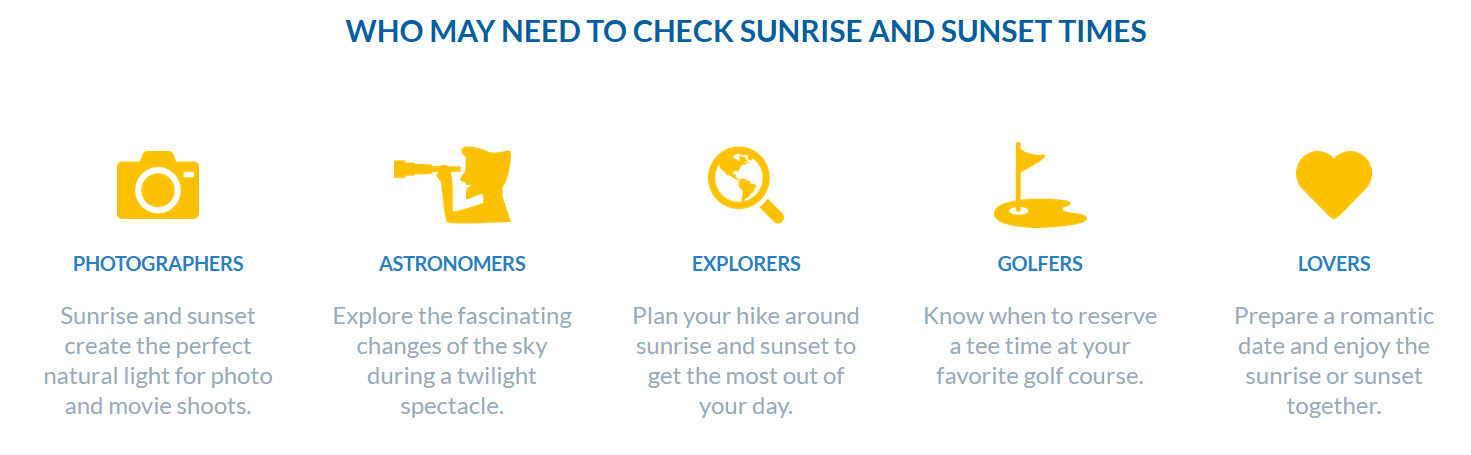 WHO MAY NEED TO CHECK SUNRISE AND SUNSET TIMES
PHOTOGRAPHERS
Sunrise and sunset
create the perfect
natural light for photo
and movie shoots.
ASTRONOMERS
Explore the fascinating
changes of the sky
during a twilight
spectacle.
EXPLORERS
Plan your hike around
sunrise and sunset to
get the most out of
your day.
GOLFERS
Know when to reserve
a tee time at your
favorite golf course.
LOVERS
Prepare a romantic
date and enjoy the
sunrise or sunset
together.